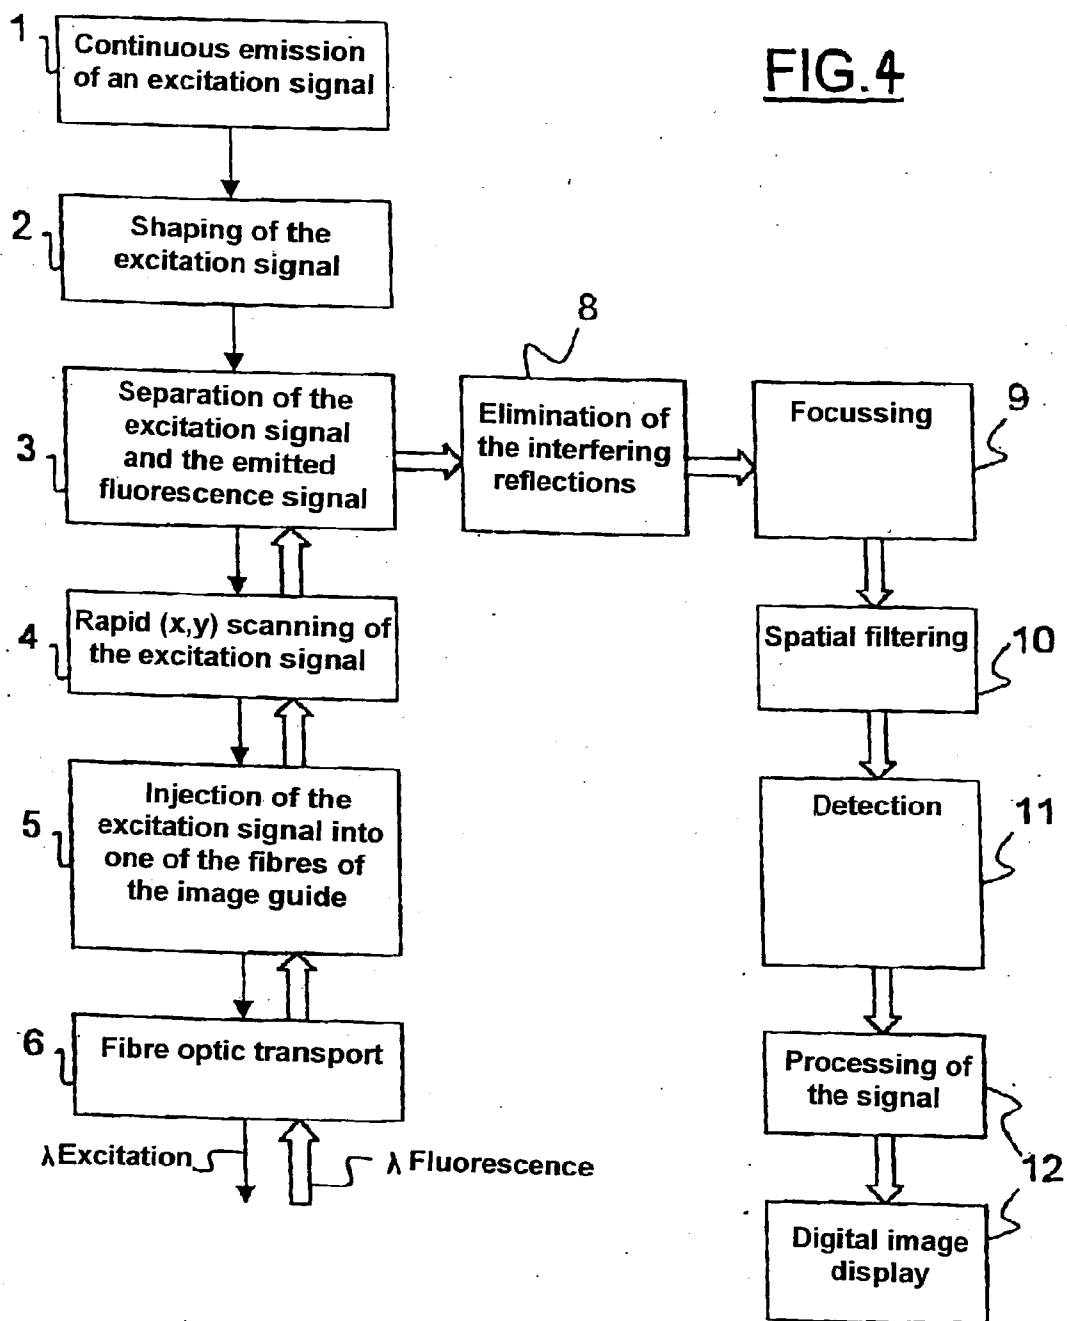 FIG.4
1
Continuous emission
of an excitation signal
2
Shaping of the
excitation signal
3
Separation of the
excitation signal
and the emitted
fluorescence signal
8
Elimination of
the interfering
reflections
Focussing
9
4
Rapid (x,y) scanning of
the excitation signal
Spatial filtering
10
5
Injection of the
excitation signal into
one of the fibres of
the image guide
Detection
11
6
Fibre optic transport
Processing of
the signal
λ Excitation
λ Fluorescence
12
Digital image
display